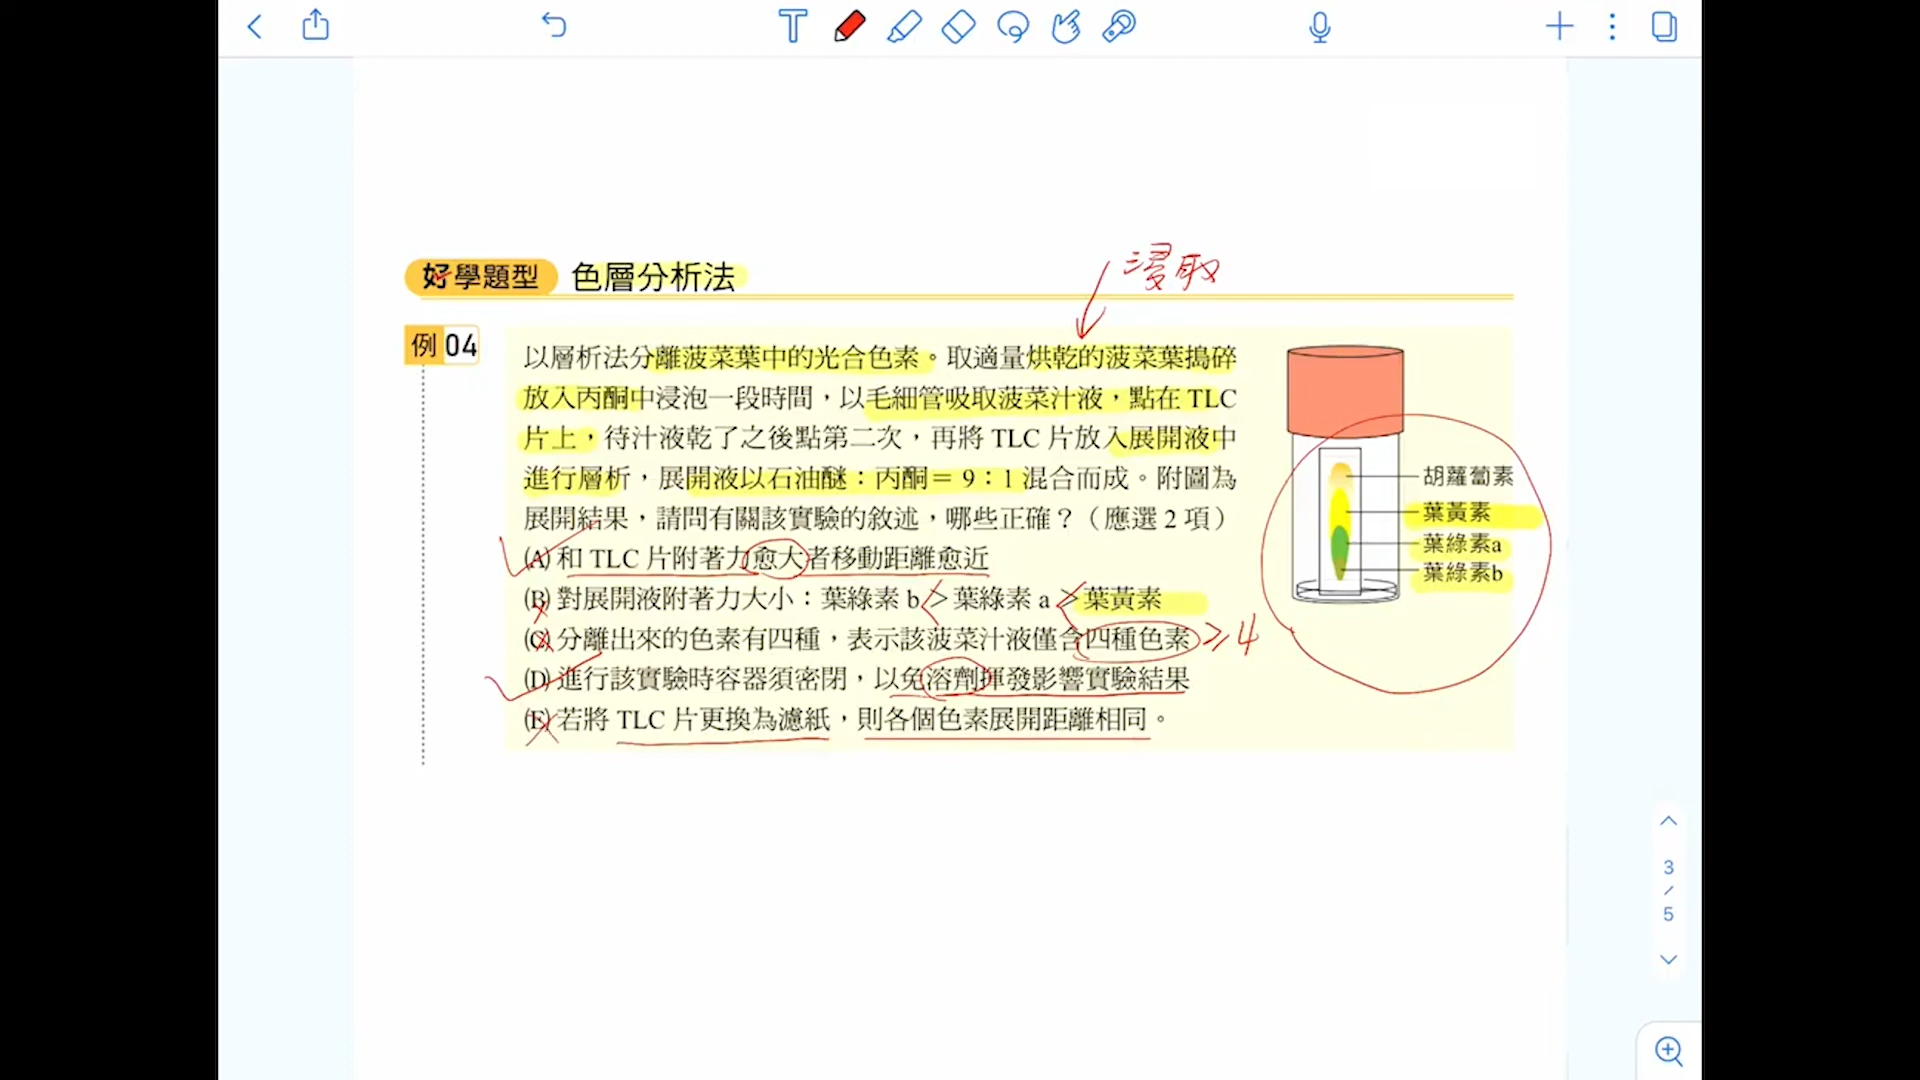 浸取
好學題型 色層分析法
例04
以層析法分離菠菜葉中的光合色素。取適量烘乾的菠菜葉搗碎
放入丙酮中浸泡一段時間，以毛細管吸取菠菜汁液，點在 TLC
片上，待汁液乾了之後點第二次，再將 TLC 片放入展開液中
進行層析，展開液以石油醚：丙酮＝9：1 混合而成。附圖為
展開結果，請問有關該實驗的敘述，哪些正確？（應選 2 項）
(A) 和 TLC 片附著力愈大者移動距離愈近
(B) 對展開液附著力大小：葉綠素 b > 葉綠素 a > 葉黃素
(C) 分離出來的色素有四種，表示該菠菜汁液僅含四種色素 ≥4
(D) 進行該實驗時容器須密閉，以免溶劑揮發影響實驗結果
(E) 若將 TLC 片更換為濾紙，則各個色素展開距離相同。
胡蘿蔔素
葉黃素
葉綠素a
葉綠素b
3
/
5